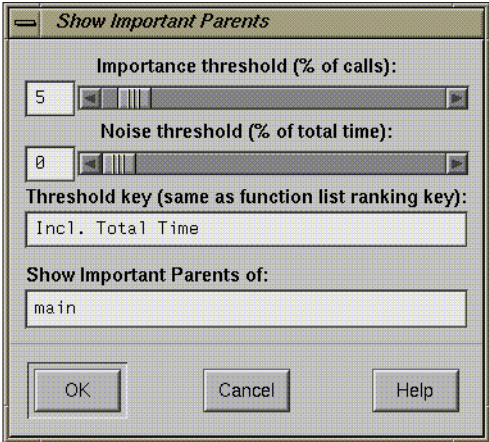 Show Important Parents
Importance threshold (% of calls):
5
Noise threshold (% of total time):
0
Threshold key (same as function list ranking key):
Incl. Total Time
Show Important Parents of:
main
OK Cancel Help